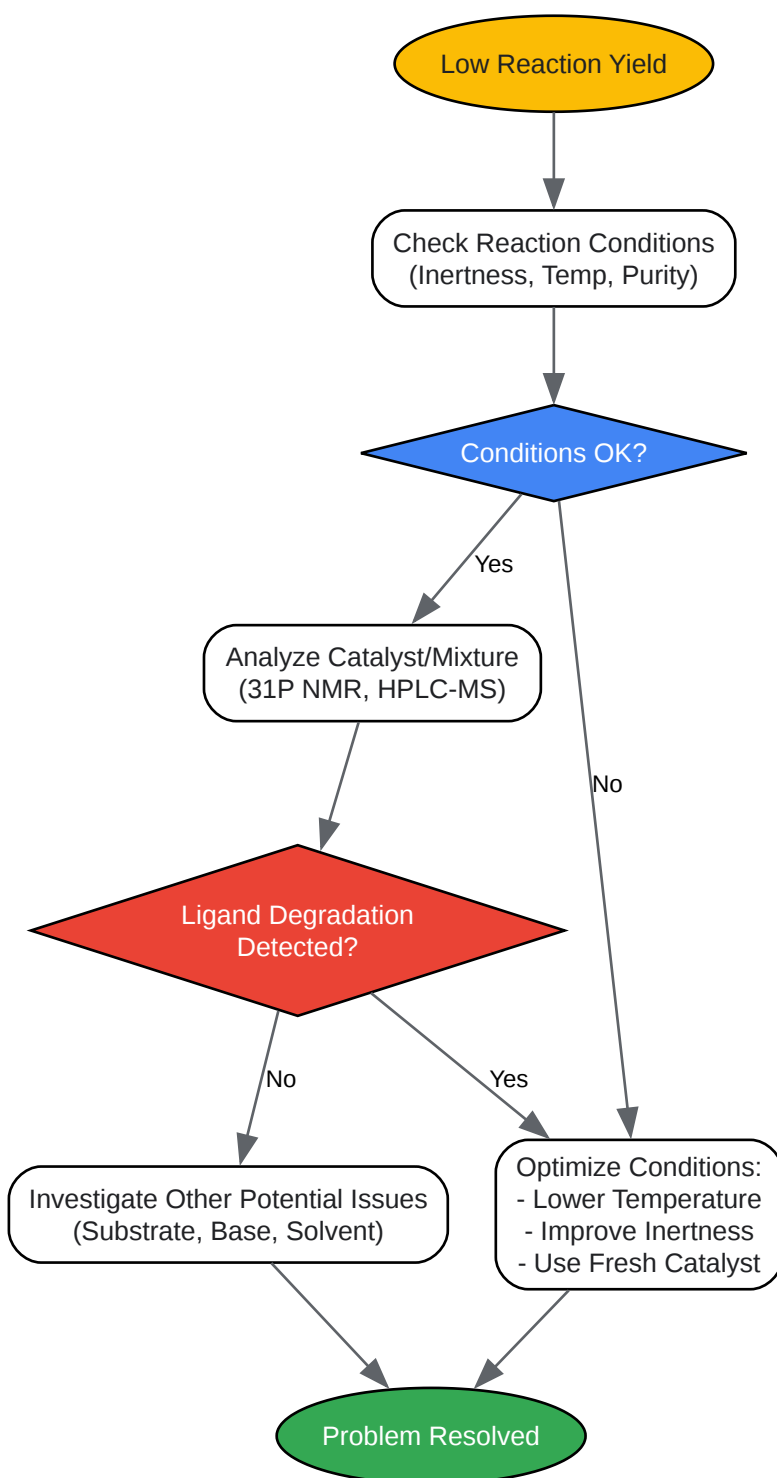 Low Reaction Yield
Check Reaction Conditions
(Inertness, Temp, Purity)
Conditions OK?
Yes
Analyze Catalyst/Mixture
(31P NMR, HPLC-MS)
No
Ligand Degradation
Detected?
No
Yes
Investigate Other Potential Issues
(Substrate, Base, Solvent)
Optimize Conditions:
- Lower Temperature
- Improve Inertness
- Use Fresh Catalyst
Problem Resolved